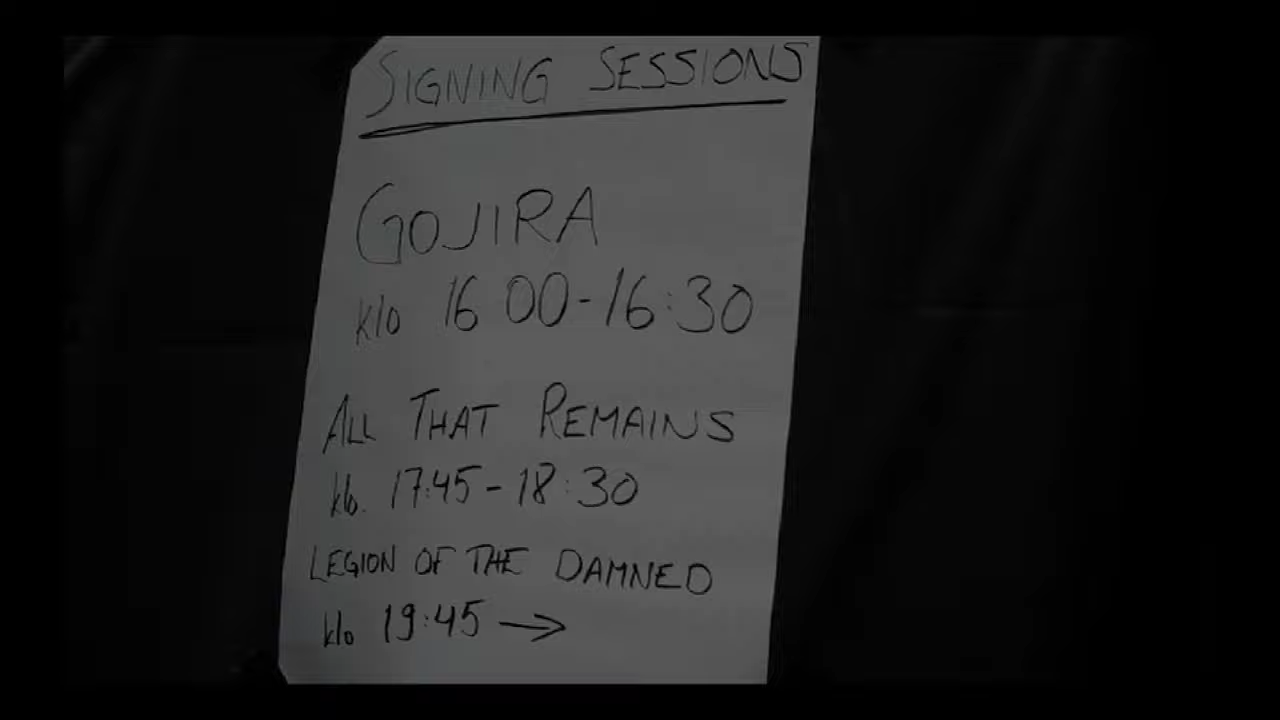 SIGNING SESSIONS
GOJIRA
klo 16 00-16:30
ALL THAT REMAINS
klo. 17:45-18:30
LEGION OF THE DAMNED
klo 19:45 →